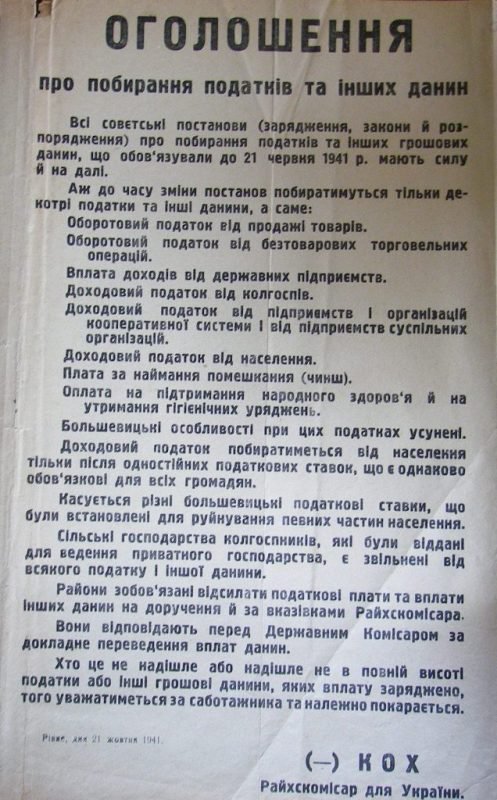 ОГОЛОШЕННЯ
про побирання податків та інших данин
Всі совєтські постанови (зарядження, закони й роз-
порядження) про побирання податків та інших грошових
данин, що обов'язували до 21 червня 1941 р. мають силу
й на далі.
Аж до часу зміни постанов побиратимуться тільки де-
котрі податки та інші данини, а саме:
Оборотовий податок від продажі товарів.
Оборотовий податок від безтоварових торговельних
операцій.
Вплата доходів від державних підприємств.
Доходовий податок від колгоспів.
Доходовий податок від підприємств і організацій
кооперативної системи і від підприємств суспільних
організацій.
Доходовий податок від населення.
Плата за наймання помешкання (чинш).
Оплата на підтримання народного здоров'я й на
утримання гігієнічних уряджень.
Большевицькі особливості при цих податках усунені.
Доходовий податок побиратиметься від населення
тільки після одностійних податкових ставок, що є однаково
обов'язкові для всіх громадян.
Касується різні большевицькі податкові ставки, що
були встановлені для руйнування певних частин населення.
Сільські господарства колгоспників, які були віддані
для ведення приватного господарства, є звільнені від
всякого податку і іншої данини.
Райони зобов'язані відсилати податкові плати та вплати
інших данин на доручення й за вказівками Райхскомісара.
Вони відповідають перед Державним Комісаром за
докладне переведення вплат данин.
Хто це не надішле або надішле не в повній висоті
податки або інші грошові данини, яких вплату заряджено,
того уважатиметься за саботажника та належно покарається.
Рівне, дня 21 жовтня 1941.
(—) КОХ
Райхскомісар для України.